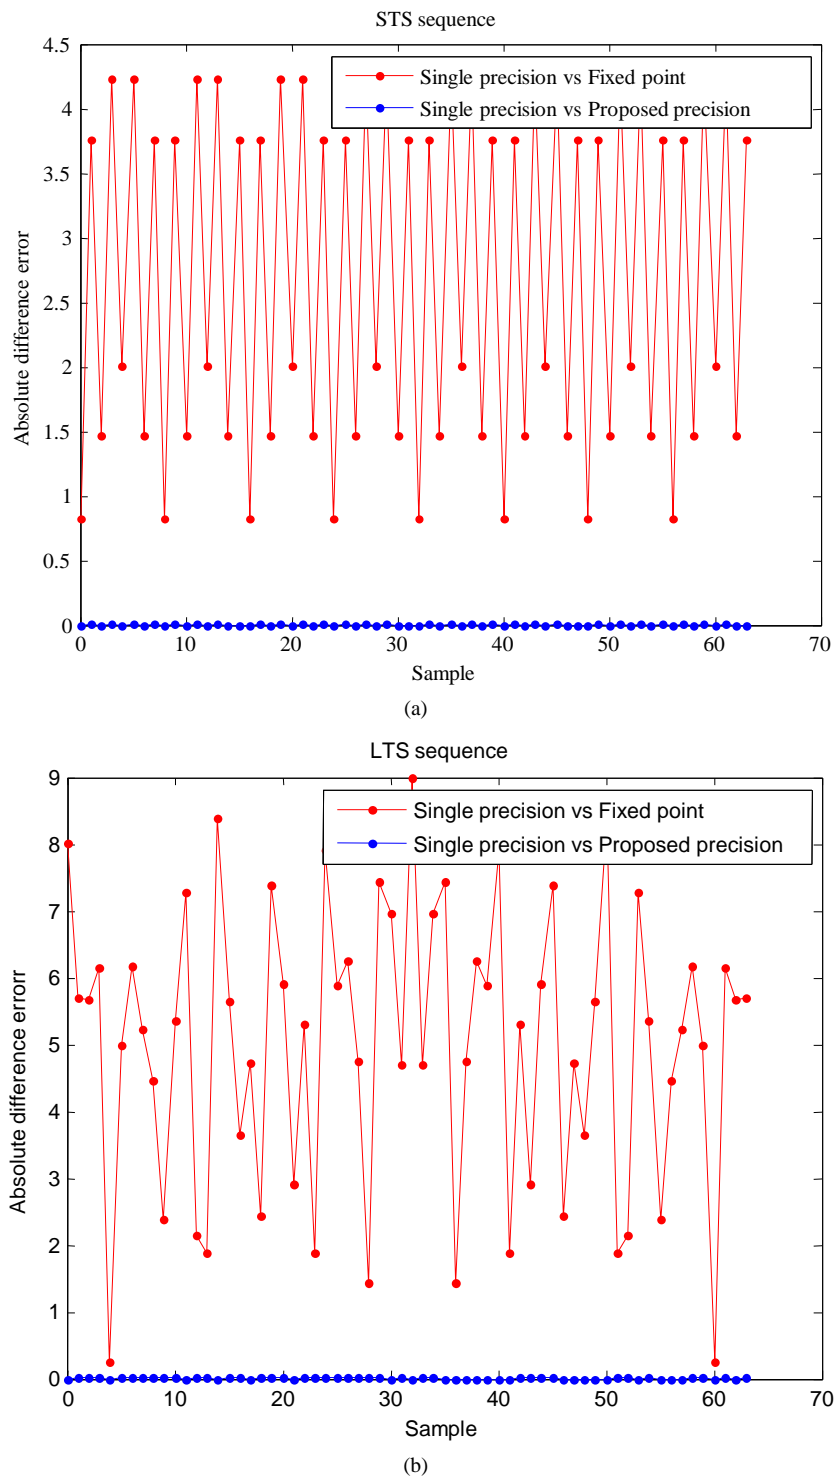 STS sequence
4.5
4
3.5
3
2.5
2
1.5
1
0.5
0
Absolute difference error
Single precision vs Fixed point
Single precision vs Proposed precision
0 10 20 30 40 50 60 70
Sample
(a)
LTS sequence
9
8
7
6
5
4
3
2
1
0
Absolute difference erorr
Single precision vs Fixed point
Single precision vs Proposed precision
0 10 20 30 40 50 60 70
Sample
(b)